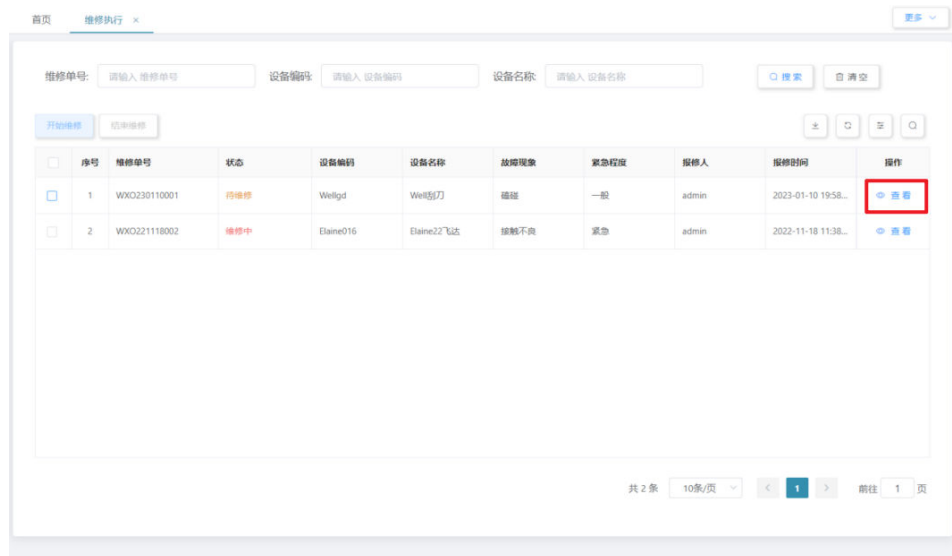 首页 维修执行 × 更多
维修单号: 请输入 维修单号 设备编码: 请输入 设备编码 设备名称: 请输入 设备名称 搜索 清空
开始维修 结束维修
序号 维修单号 状态 设备编码 设备名称 故障现象 紧急程度 报修人 报修时间 操作
1 WXO230110001 待维修 Wellgd Well刮刀 磕碰 一般 admin 2023-01-10 19:58... 查看
2 WXO221118002 维修中 Elaine016 Elaine22飞达 接触不良 紧急 admin 2022-11-18 11:38... 查看
共 2 条 10条/页 < 1 > 前往 1 页